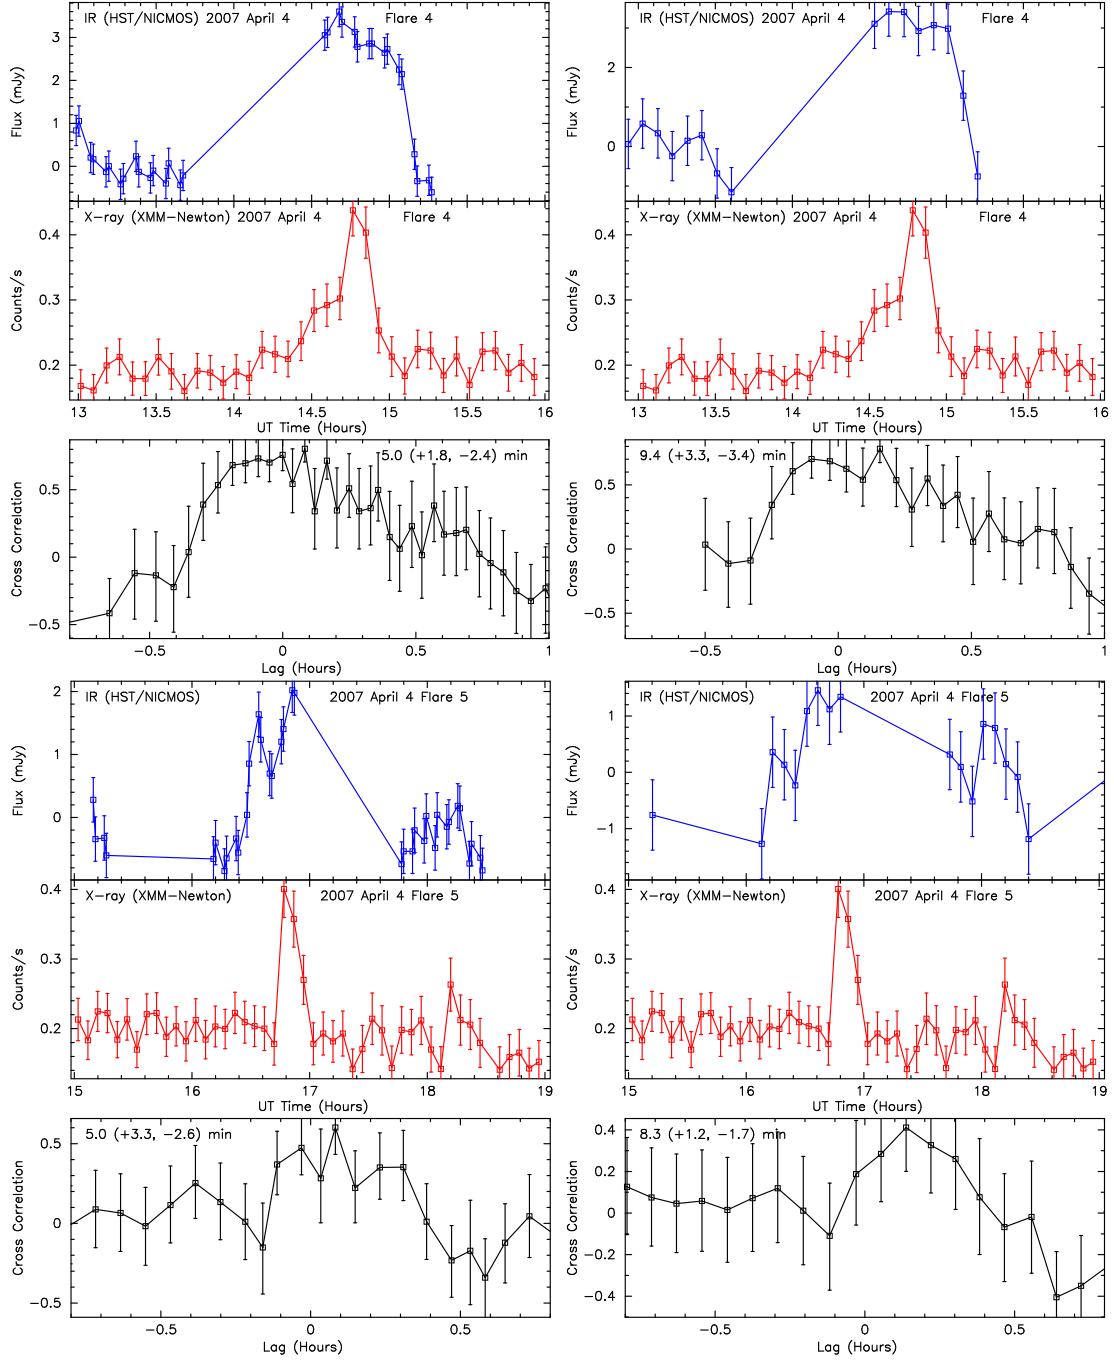 IR (HST/NICMOS) 2007 April 4 Flare 4
3
2
1
0
Flux (mJy)
X-ray (XMM-Newton) 2007 April 4 Flare 4
0.4
0.3
0.2
Counts/s
13 13.5 14 14.5 15 15.5 16
UT Time (Hours)
5.0 (+1.8, -2.4) min
0.5
0
-0.5
Cross Correlation
-0.5 0 0.5 1
Lag (Hours)
IR (HST/NICMOS) 2007 April 4 Flare 4
2
0
Flux (mJy)
X-ray (XMM-Newton) 2007 April 4 Flare 4
0.4
0.3
0.2
Counts/s
13 13.5 14 14.5 15 15.5 16
UT Time (Hours)
9.4 (+3.3, -3.4) min
0.5
0
-0.5
Cross Correlation
-0.5 0 0.5 1
Lag (Hours)
IR (HST/NICMOS) 2007 April 4 Flare 5
2
1
0
Flux (mJy)
X-ray (XMM-Newton) 2007 April 4 Flare 5
0.4
0.3
0.2
Counts/s
15 16 17 18 19
UT Time (Hours)
5.0 (+3.3, -2.6) min
0.5
0
-0.5
Cross Correlation
-0.5 0 0.5
Lag (Hours)
IR (HST/NICMOS) 2007 April 4 Flare 5
1
0
-1
Flux (mJy)
X-ray (XMM-Newton) 2007 April 4 Flare 5
0.4
0.3
0.2
Counts/s
15 16 17 18 19
UT Time (Hours)
8.3 (+1.2, -1.7) min
0.4
0.2
0
-0.2
-0.4
Cross Correlation
-0.5 0 0.5
Lag (Hours)